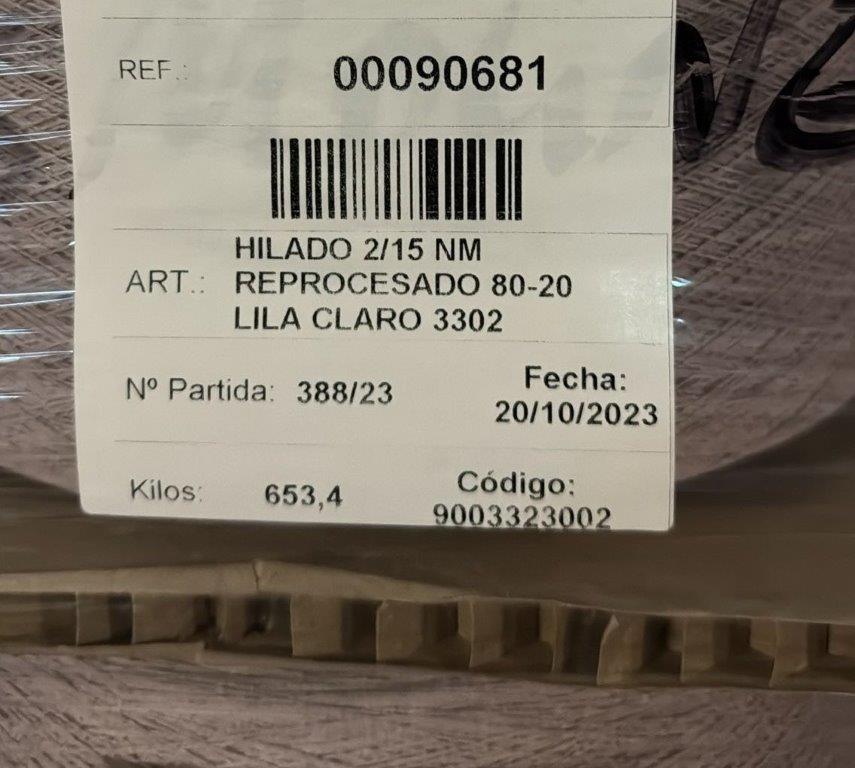 REF.: 00090681
HILADO 2/15 NM
ART.: REPROCESADO 80-20
LILA CLARO 3302
Nº Partida: 388/23
Fecha:
20/10/2023
Kilos: 653,4
Código:
9003323002